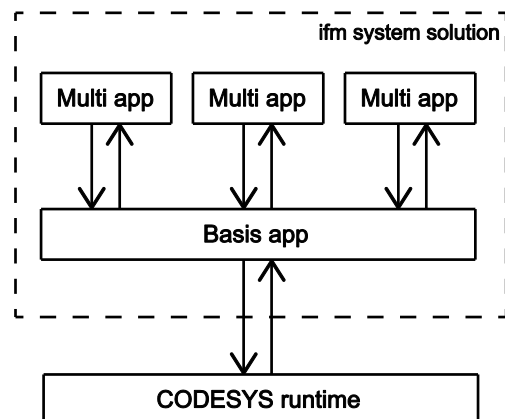 ifm system solution
Multi app
Multi app
Multi app
Basis app
CODESYS runtime